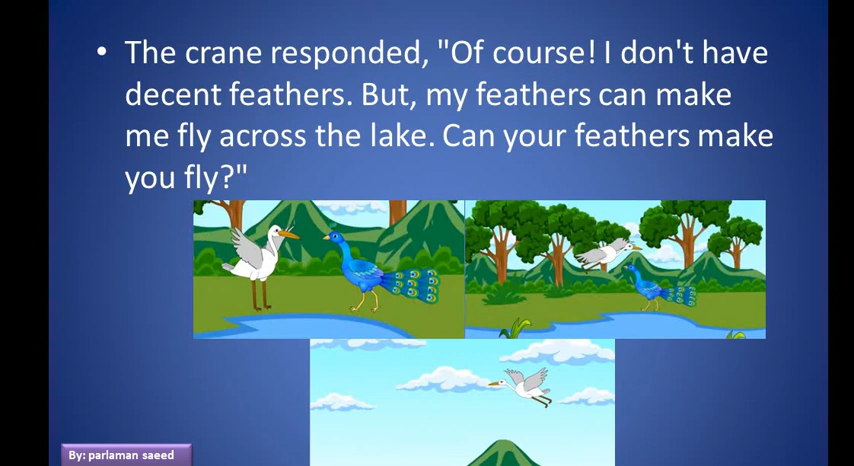 • The crane responded, "Of course! I don't have
decent feathers. But, my feathers can make
me fly across the lake. Can your feathers make
you fly?"
By: parlaman saeed